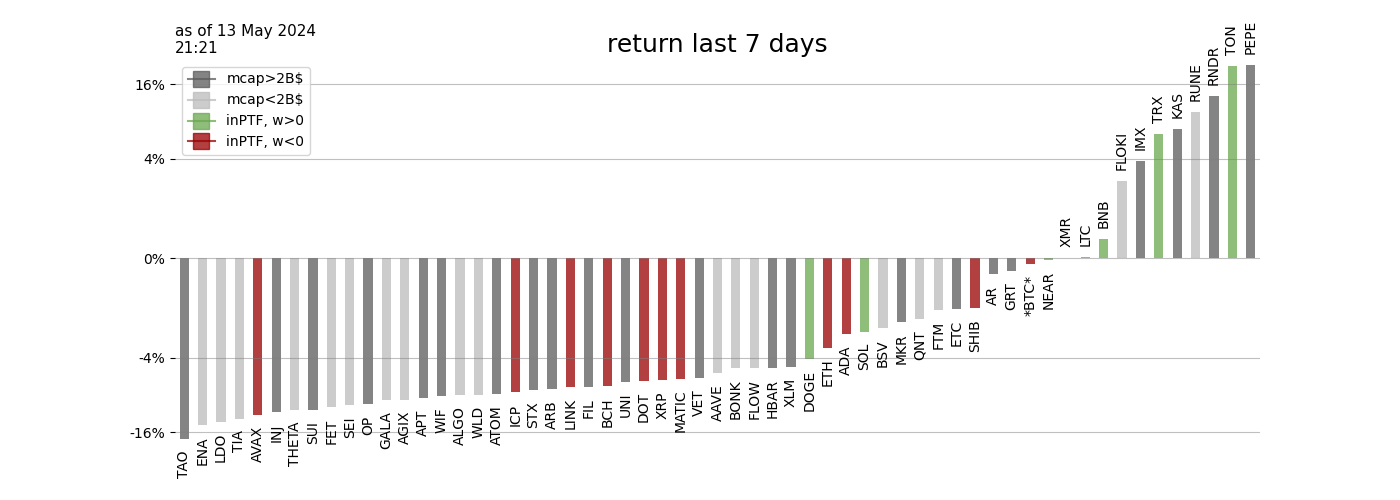 as of 13 May 2024
21:21
return last 7 days
mcap>2B$
mcap<2B$
inPTF, w>0
inPTF, w<0
16%
4%
0%
-4%
-16%
TAO
ENA
LDO
TIA
AVAX
INJ
THETA
SUI
FET
SEI
OP
GALA
AGIX
APT
WIF
ALGO
WLD
ATOM
ICP
STX
ARB
LINK
FIL
BCH
UNI
DOT
XRP
MATIC
VET
AAVE
BONK
FLOW
HBAR
XLM
DOGE
ETH
ADA
SOL
BSV
MKR
QNT
FTM
ETC
SHIB
AR
GRT
*BTC*
NEAR
XMR
LTC
BNB
FLOKI
IMX
TRX
KAS
RUNE
RNDR
TON
PEPE